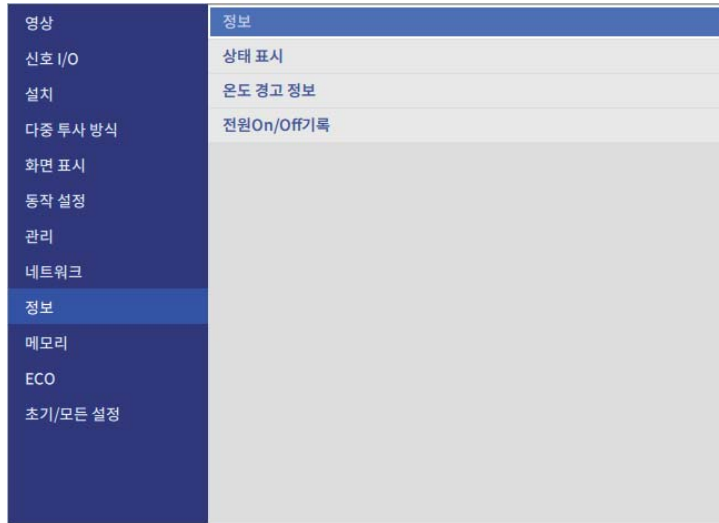 영상
신호 I/O
설치
다중 투사 방식
화면 표시
동작 설정
관리
네트워크
정보
메모리
ECO
초기/모든 설정
정보
상태 표시
온도 경고 정보
전원On/Off기록